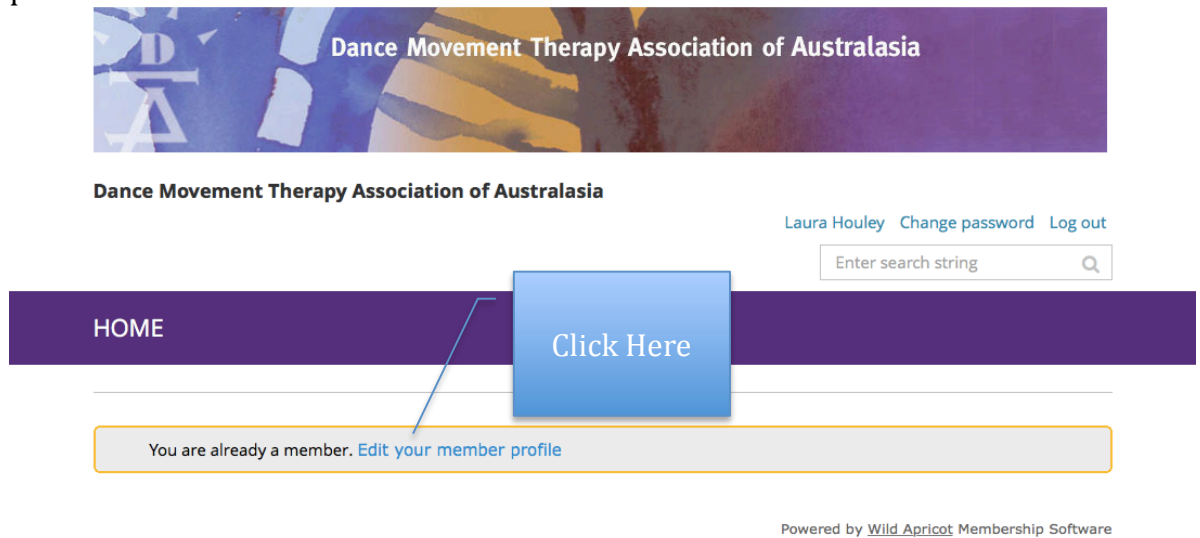 D
A
Dance Movement Therapy Association of Australasia
Dance Movement Therapy Association of Australasia
Laura Houley Change password Log out
Enter search string
HOME
Click Here
You are already a member. Edit your member profile
Powered by Wild Apricot Membership Software